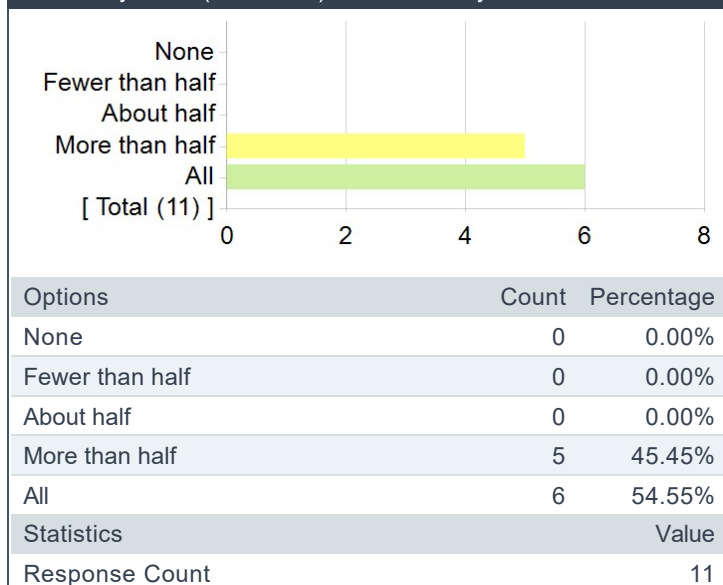 None
Fewer than half
About half
More than half
All
[ Total (11) ]
0 2 4 6 8
Options Count Percentage
None 0 0.00%
Fewer than half 0 0.00%
About half 0 0.00%
More than half 5 45.45%
All 6 54.55%
Statistics Value
Response Count 11